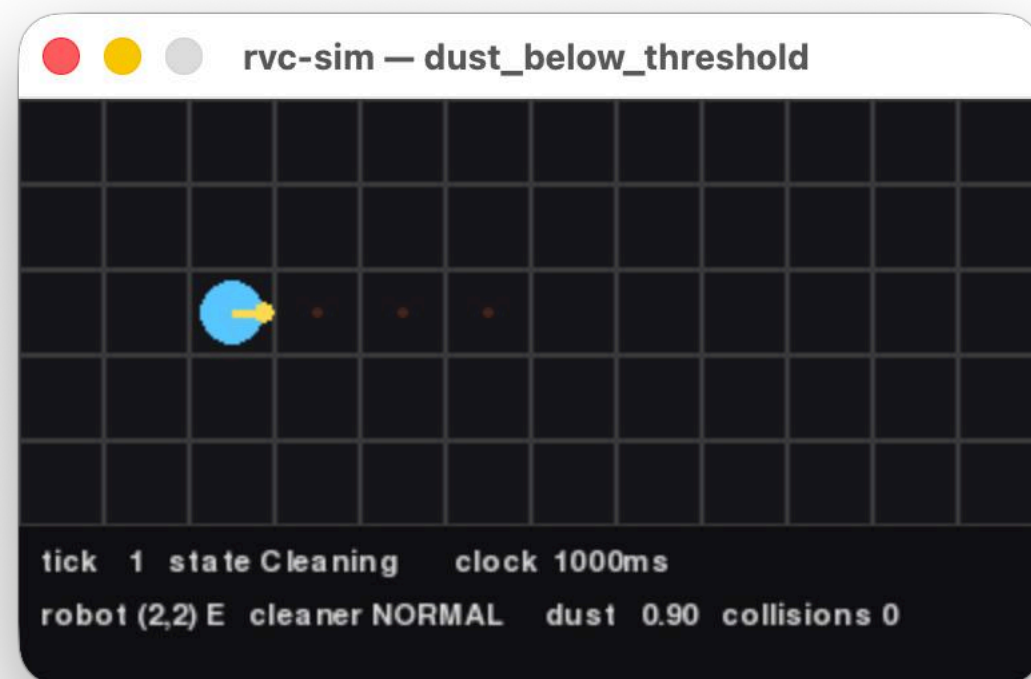 rvc-sim — dust_below_threshold
tick 1 state Cleaning clock 1000ms
robot (2,2) E cleaner NORMAL dust 0.90 collisions 0